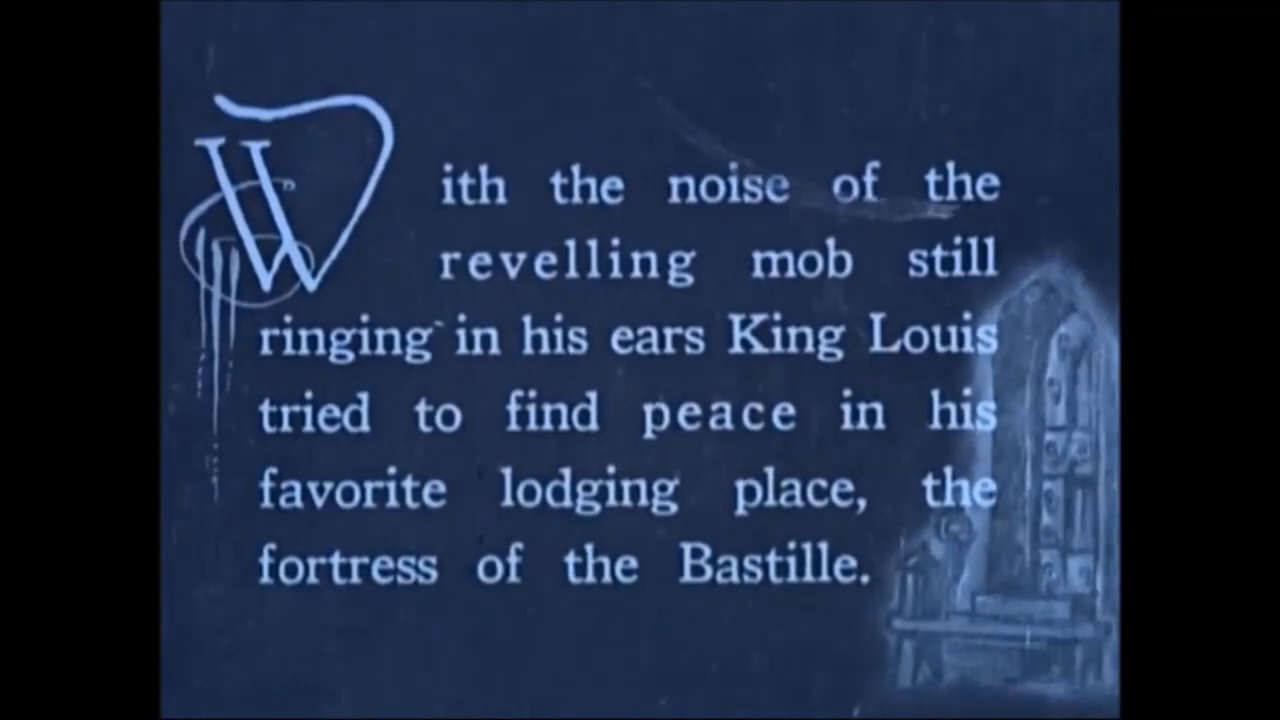 With the noise of the
revelling mob still
ringing in his ears King Louis
tried to find peace in his
favorite lodging place, the
fortress of the Bastille.